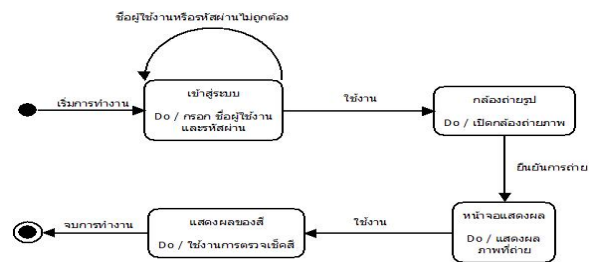 ชื่อผู้ใช้งานหรือรหัสผ่านไม่ถูกต้อง
เริ่มการทำงาน
เข้าสู่ระบบ
Do / กรอก ชื่อผู้ใช้งาน
และรหัสผ่าน
ใช้งาน
กล้องถ่ายรูป
Do / เปิดกล้องถ่ายภาพ
ยืนยันการถ่าย
หน้าจอแสดงผล
Do / แสดงผล
ภาพที่ถ่าย
ใช้งาน
แสดงผลของสี
Do / ใช้งานการตรวจเช็คสี
จบการทำงาน